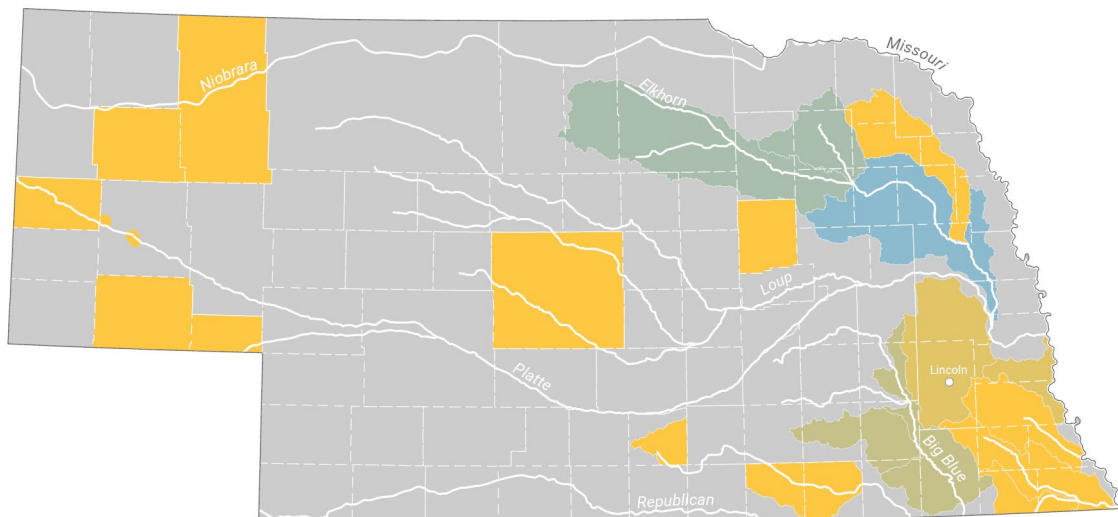 Missouri
Niobrara
Elkhorn
Loup
Platte
Lincoln
Big Blue
Republican